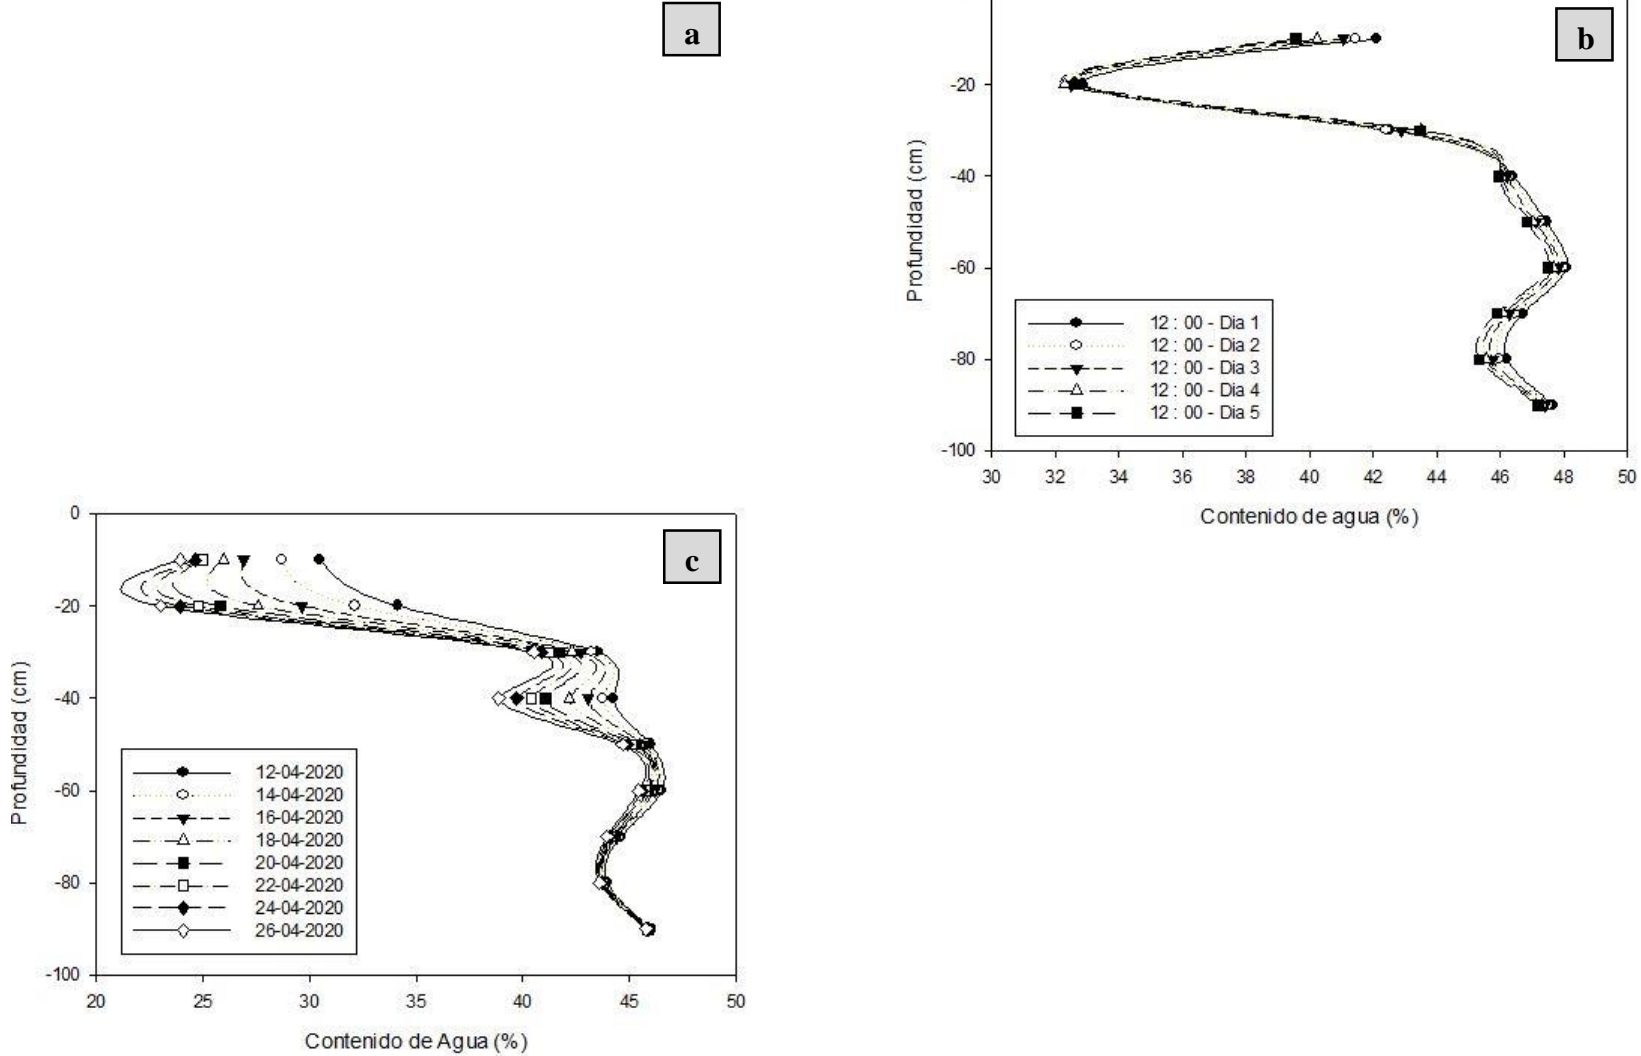 a
b
-20
-40
-60
-80
-100
Profundidad (cm)
12 : 00 - Dia 1
12 : 00 - Dia 2
12 : 00 - Dia 3
12 : 00 - Dia 4
12 : 00 - Dia 5
30 32 34 36 38 40 42 44 46 48 50
Contenido de agua (%)
c
0
-20
-40
-60
-80
-100
Profundidad (cm)
12-04-2020
14-04-2020
16-04-2020
18-04-2020
20-04-2020
22-04-2020
24-04-2020
26-04-2020
20 25 30 35 40 45 50
Contenido de Agua (%)